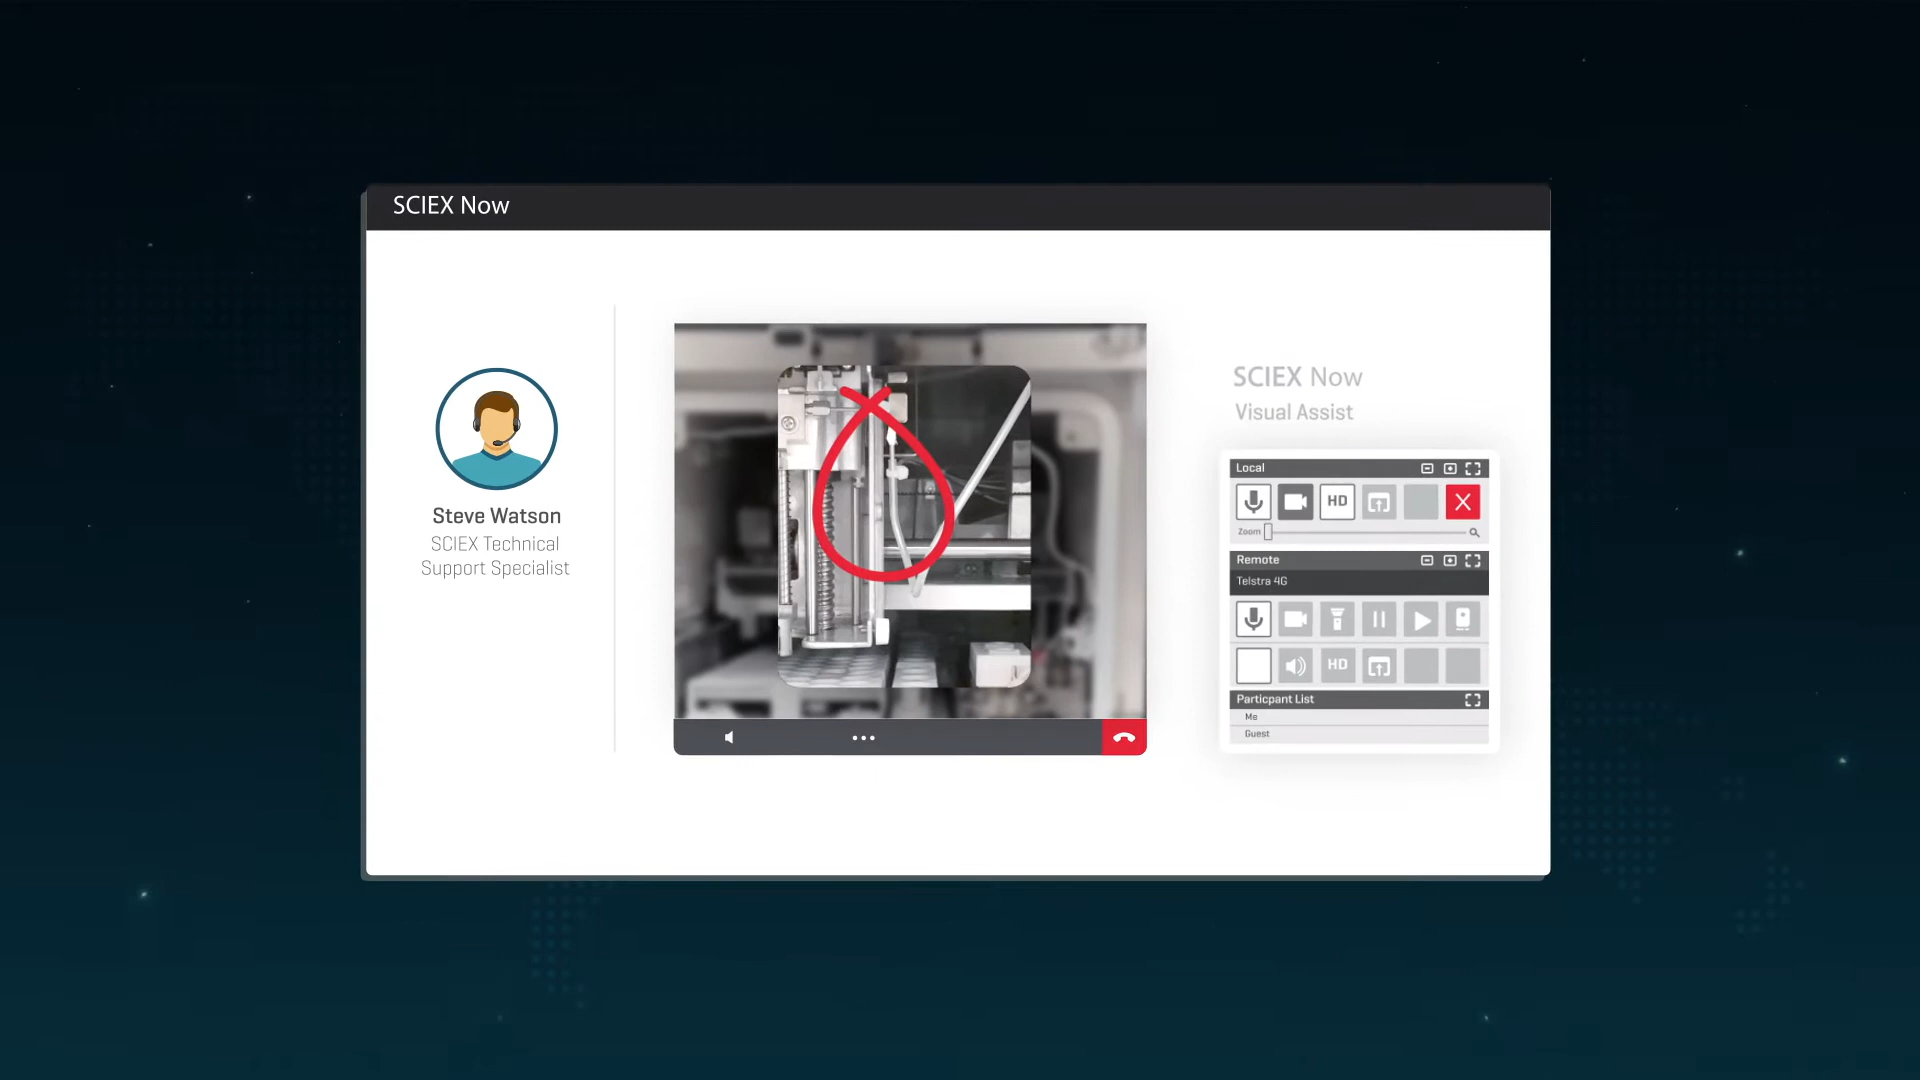 SCIEX Now
Steve Watson
SCIEX Technical
Support Specialist
SCIEX Now
Visual Assist
Local
HD
Zoom
Remote
Telstra 4G
HD
Particpant List
Me
Guest